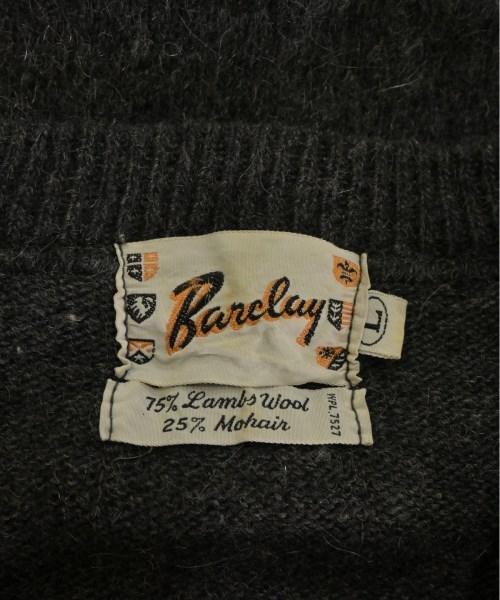 Barclay
L
75% Lambs Wool
25% Mohair
WPL.7527